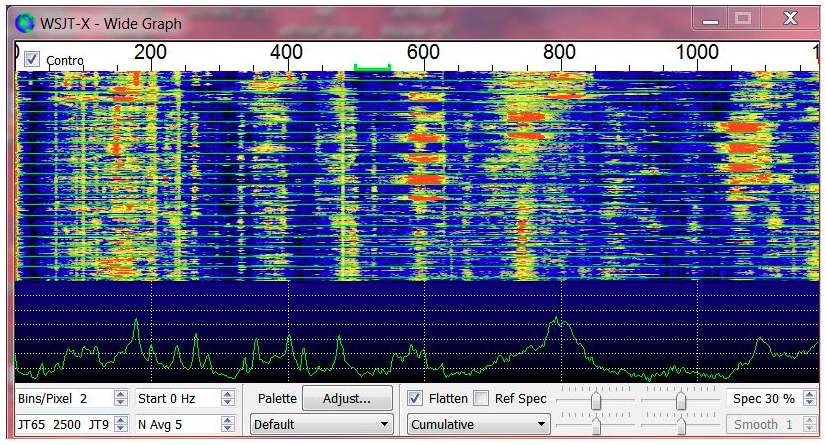 WSJT-X - Wide Graph
Contro 200 400 600 800 1000
Bins/Pixel 2 Start 0 Hz Palette Adjust... Flatten Ref Spec Spec 30 %
JT65 2500 JT9 N Avg 5 Default Cumulative Smooth 1